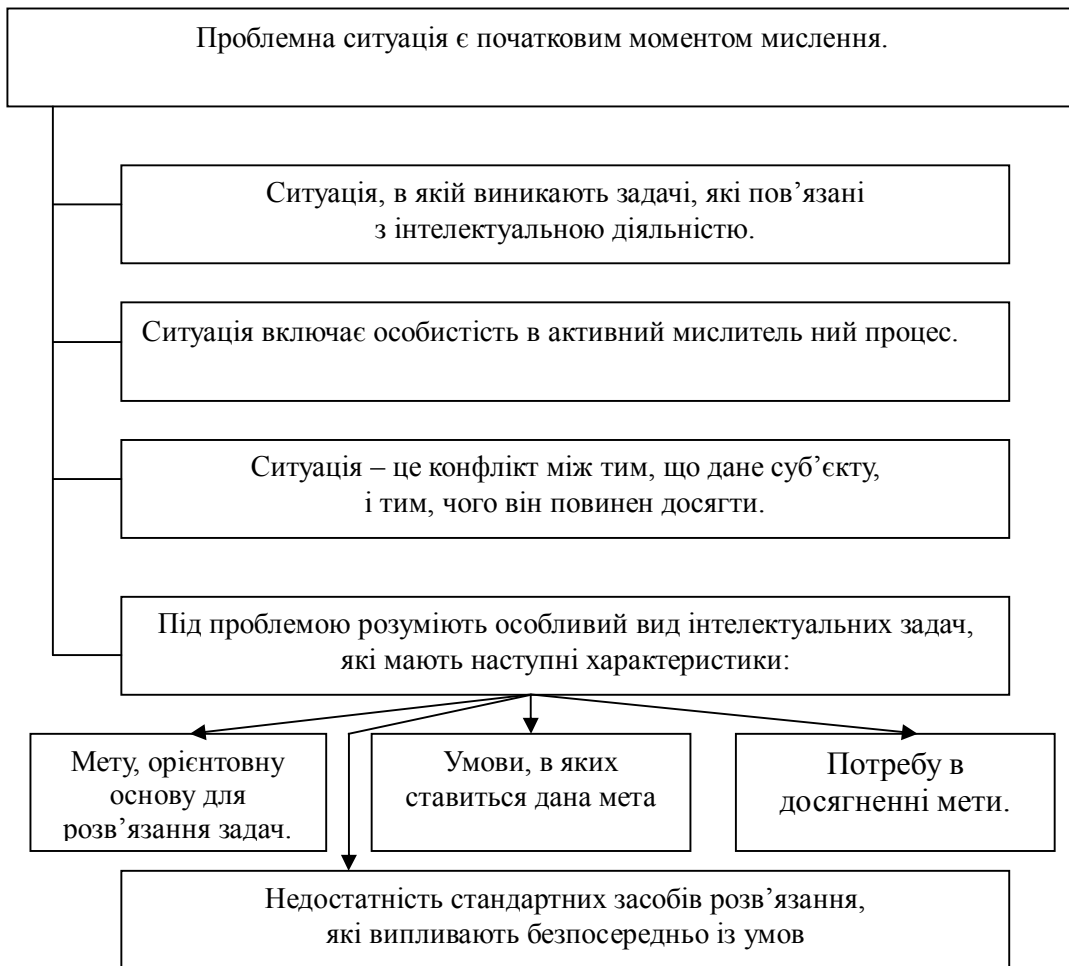 Проблемна ситуація є початковим моментом мислення.
Ситуація, в якій виникають задачі, які пов’язані
з інтелектуальною діяльністю.
Ситуація включає особистість в активний мислитель ний процес.
Ситуація – це конфлікт між тим, що дане суб’єкту,
і тим, чого він повинен досягти.
Під проблемою розуміють особливий вид інтелектуальних задач,
які мають наступні характеристики:
Мету, орієнтовну
основу для
розв’язання задач.
Умови, в яких
ставиться дана мета
Потребу в
досягненні мети.
Недостатність стандартних засобів розв’язання,
які випливають безпосередньо із умов